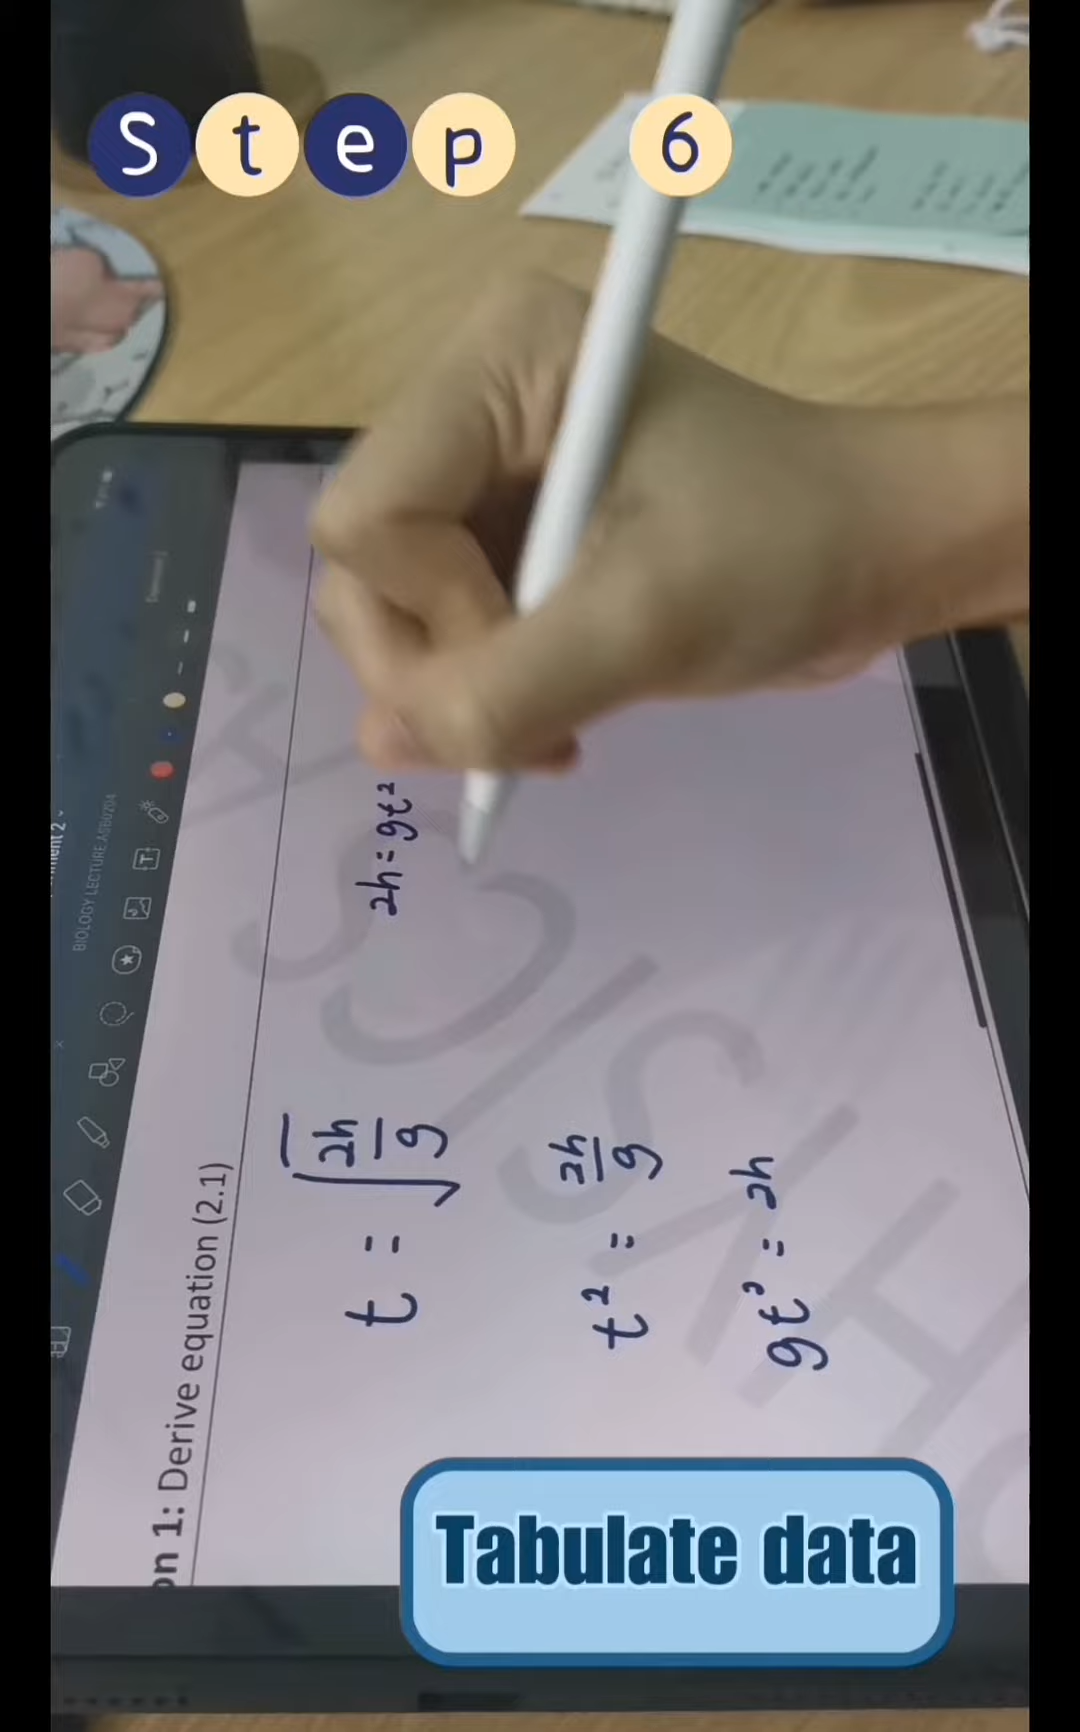 Step 6
BIOLOGY LECTURE ASB0204
on 1: Derive equation (2.1)
t = √2h/g
2h = gt²
t² = 2h/g
gt² = 2h
Tabulate data